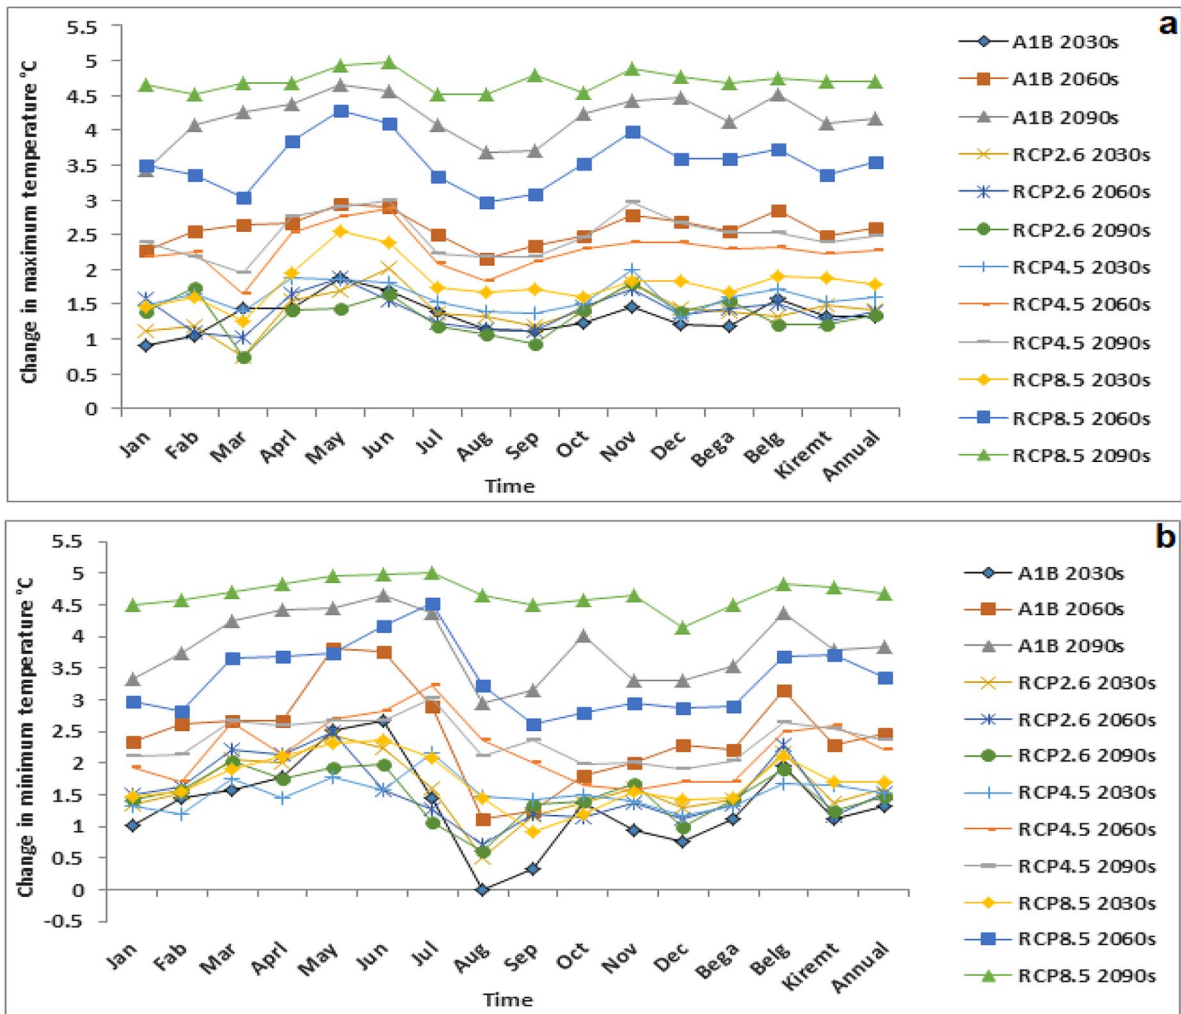 a
5.5
5
4.5
4
3.5
3
2.5
2
1.5
1
0.5
0
Change in maximum temperature °C
Jan Fab Mar Aprl May Jun Jul Aug Sep Oct Nov Dec Bega Belg Kiremt Annual
Time
A1B 2030s
A1B 2060s
A1B 2090s
RCP2.6 2030s
RCP2.6 2060s
RCP2.6 2090s
RCP4.5 2030s
RCP4.5 2060s
RCP4.5 2090s
RCP8.5 2030s
RCP8.5 2060s
RCP8.5 2090s
b
5.5
5
4.5
4
3.5
3
2.5
2
1.5
1
0.5
0
-0.5
Change in minimum temperature °C
Jan Fab Mar Aprl May Jun Jul Aug Sep Oct Nov Dec Bega Belg Kiremt Annual
Time
A1B 2030s
A1B 2060s
A1B 2090s
RCP2.6 2030s
RCP2.6 2060s
RCP2.6 2090s
RCP4.5 2030s
RCP4.5 2060s
RCP4.5 2090s
RCP8.5 2030s
RCP8.5 2060s
RCP8.5 2090s